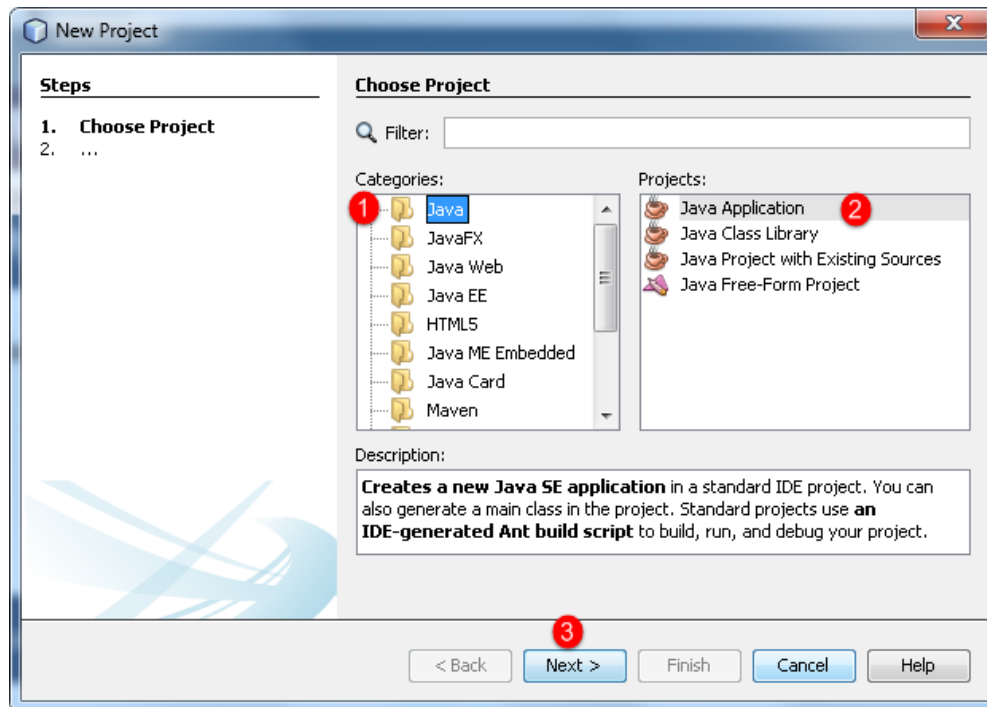 New Project
Steps
1. Choose Project
2. ...
Choose Project
Filter:
Categories:
1
Java
JavaFX
Java Web
Java EE
HTML5
Java ME Embedded
Java Card
Maven
Projects:
Java Application 2
Java Class Library
Java Project with Existing Sources
Java Free-Form Project
Description:
Creates a new Java SE application in a standard IDE project. You can
also generate a main class in the project. Standard projects use an
IDE-generated Ant build script to build, run, and debug your project.
3
< Back Next > Finish Cancel Help